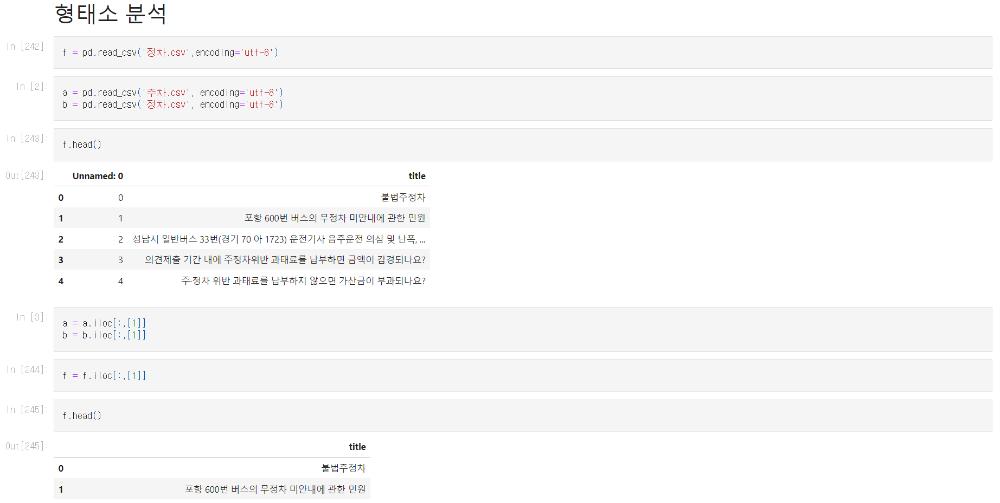 형태소 분석
In [242]:
f = pd.read_csv('정차.csv',encoding='utf-8')
In [2]:
a = pd.read_csv('주차.csv', encoding='utf-8')
b = pd.read_csv('정차.csv', encoding='utf-8')
In [243]:
f.head()
Out[243]:
Unnamed: 0 title
0 0 불법주정차
1 1 포항 600번 버스의 무정차 미안내에 관한 민원
2 2 성남시 일반버스 33번(경기 70 아 1723) 운전기사 음주운전 의심 및 난폭, ...
3 3 의견제출 기간 내에 주정차위반 과태료를 납부하면 금액이 감경되나요?
4 4 주·정차 위반 과태료를 납부하지 않으면 가산금이 부과되나요?
In [3]:
a = a.iloc[:,[1]]
b = b.iloc[:,[1]]
In [244]:
f = f.iloc[:,[1]]
In [245]:
f.head()
Out[245]:
title
0 불법주정차
1 포항 600번 버스의 무정차 미안내에 관한 민원